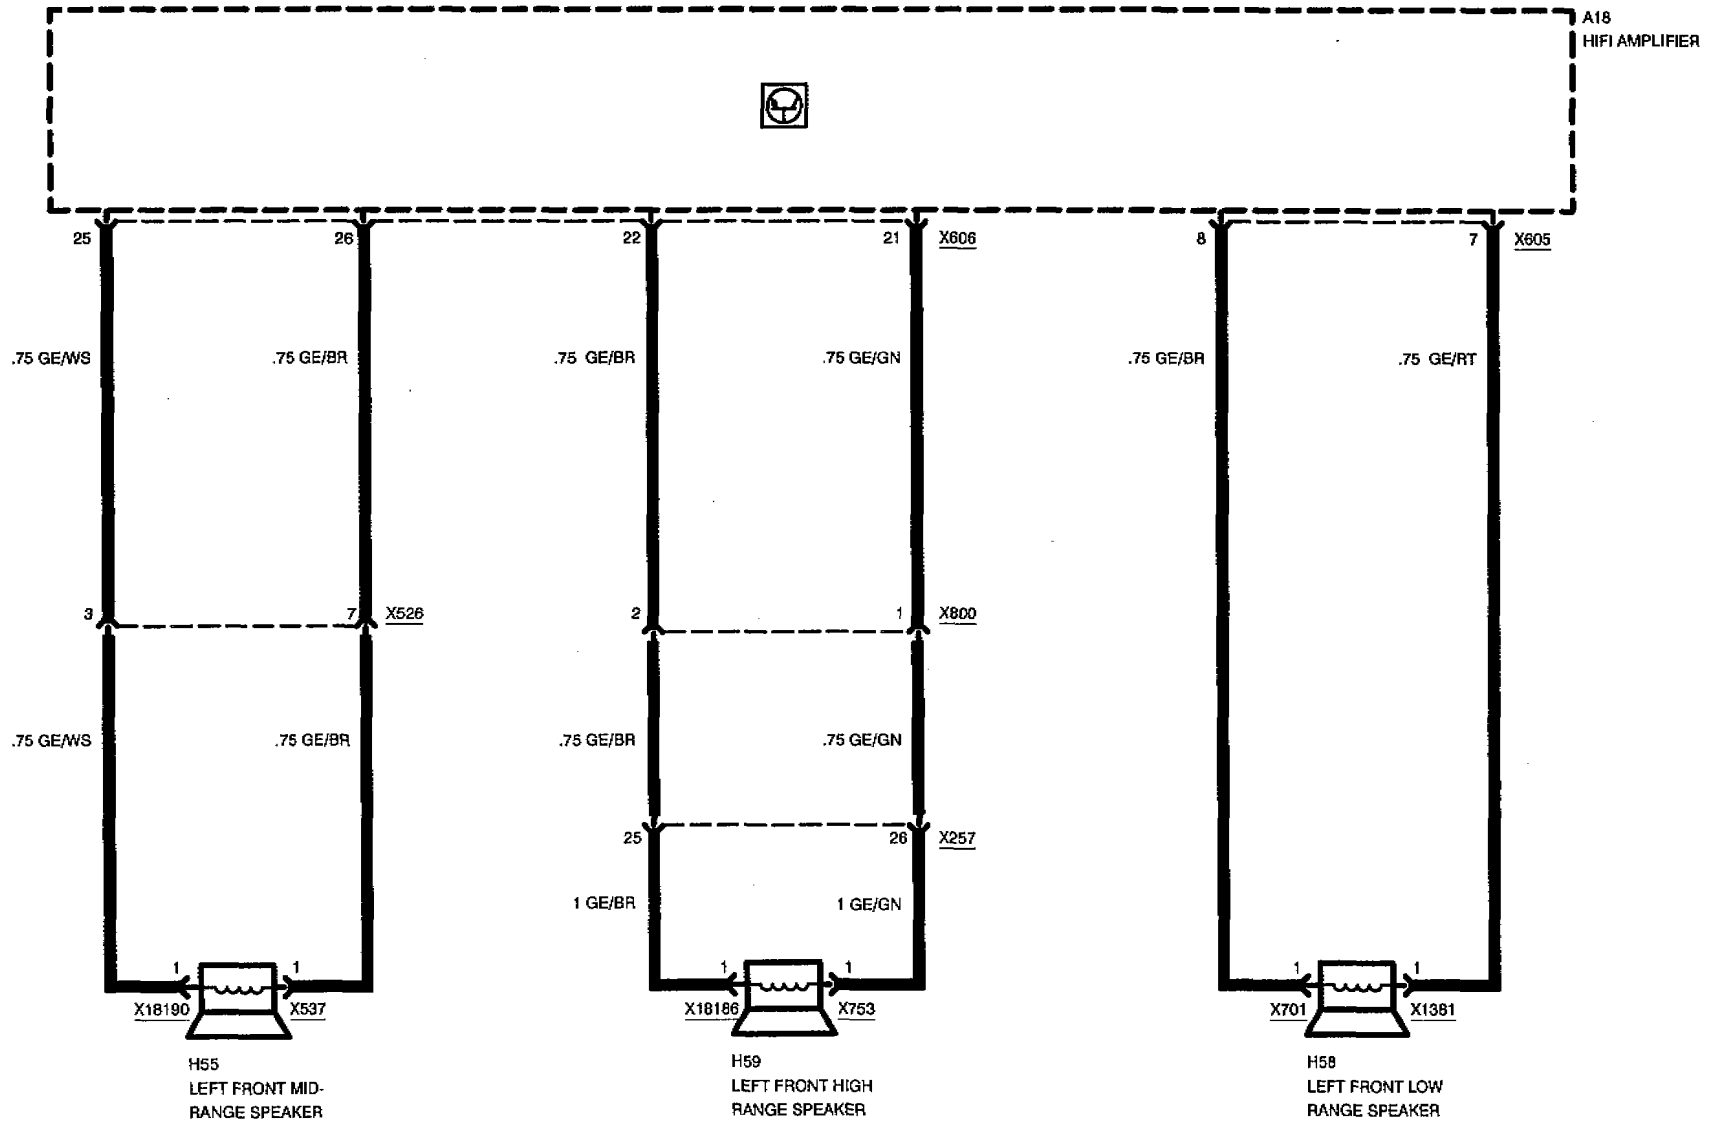 A18
HIFI AMPLIFIER
25
26
22
21
X606
8
7
X605
.75 GE/WS
.75 GE/BR
.75 GE/BR
.75 GE/GN
.75 GE/BR
.75 GE/RT
3
7
X526
2
1
X800
.75 GE/WS
.75 GE/BR
.75 GE/BR
.75 GE/GN
25
26
X257
1 GE/BR
1 GE/GN
1
1
1
1
1
1
X18190
X537
X18186
X753
X701
X1381
H55
LEFT FRONT MID-
RANGE SPEAKER
H59
LEFT FRONT HIGH
RANGE SPEAKER
H58
LEFT FRONT LOW
RANGE SPEAKER